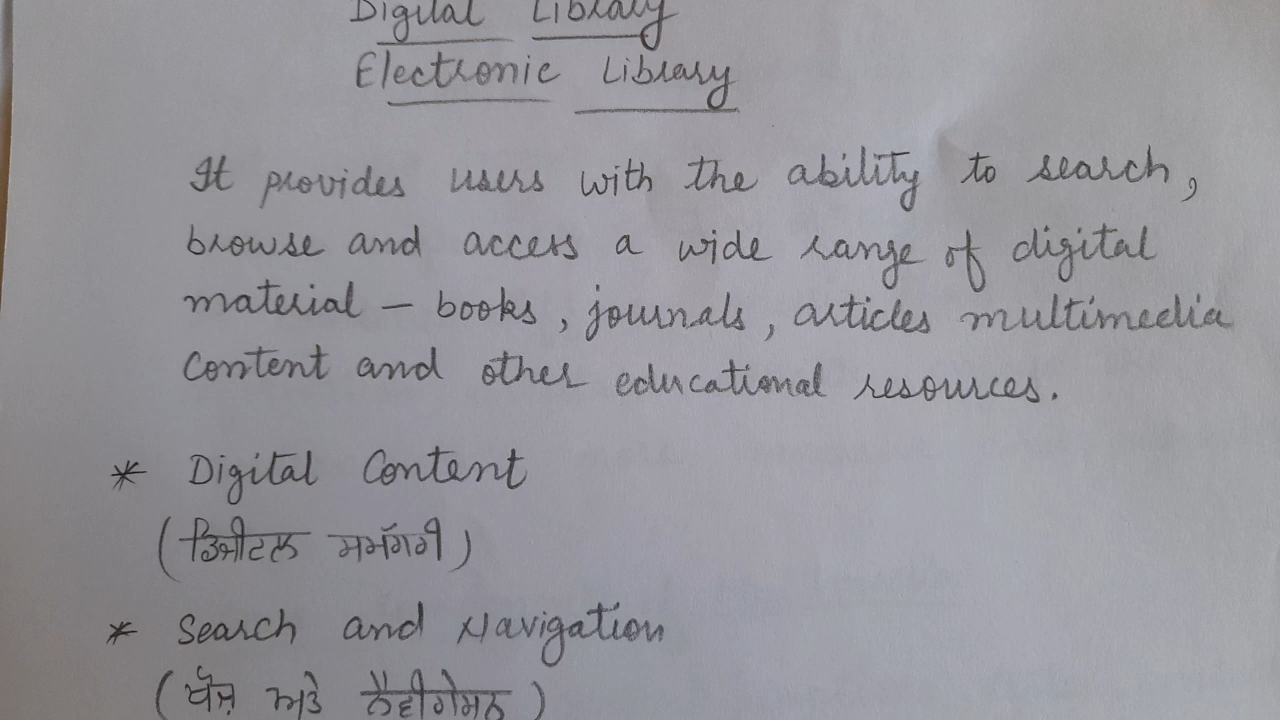 Digital Library
Electronic Library
It provides users with the ability to search,
browse and access a wide range of digital
material – books, journals, articles multimedia
Content and other educational resources.
* Digital Content
(ਡਿਜੀਟਲ ਸਮੱਗਰੀ)
* Search and Navigation
(ਖੋਜ਼ ਅਤੇ ਨੈਵੀਗੇਸ਼ਨ)